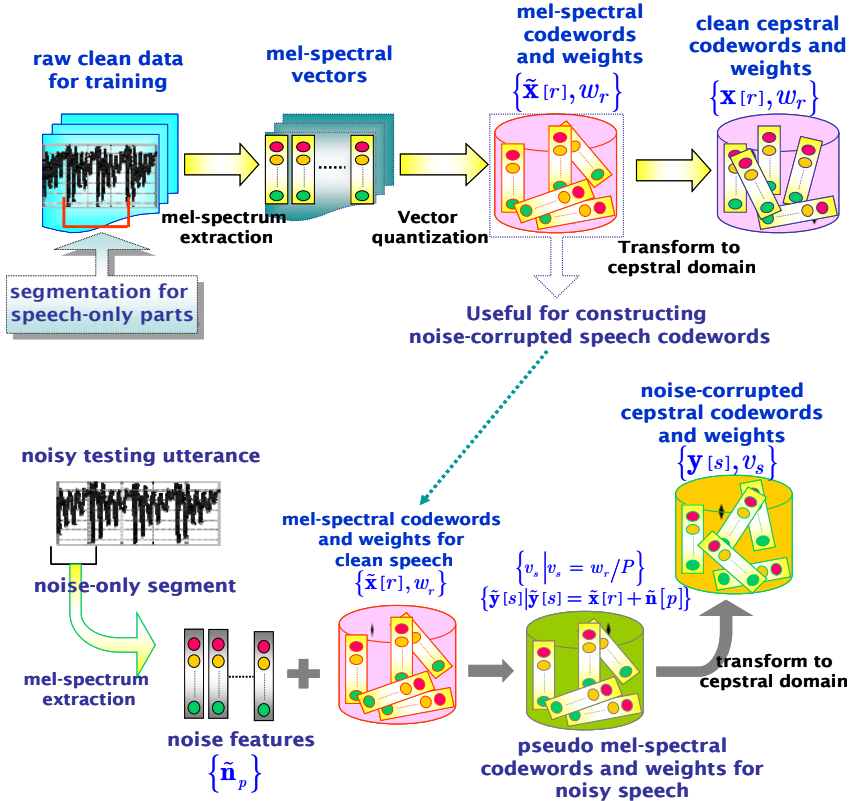 raw clean data
for training
mel-spectral
vectors
mel-spectral
codewords
and weights
{x̃[r], w_r}
clean cepstral
codewords and
weights
{x[r], w_r}
mel-spectrum
extraction
Vector
quantization
Transform to
cepstral domain
segmentation for
speech-only parts
Useful for constructing
noise-corrupted speech codewords
noise-corrupted
cepstral codewords
and weights
{y[s], v_s}
noisy testing utterance
noise-only segment
mel-spectral codewords
and weights for
clean speech
{x̃[r], w_r}
{v_s|v_s = w_r/P}
{ỹ[s]|ỹ[s] = x̃[r] + ñ[p]}
mel-spectrum
extraction
transform to
cepstral domain
noise features
{ñ_p}
pseudo mel-spectral
codewords and weights for
noisy speech